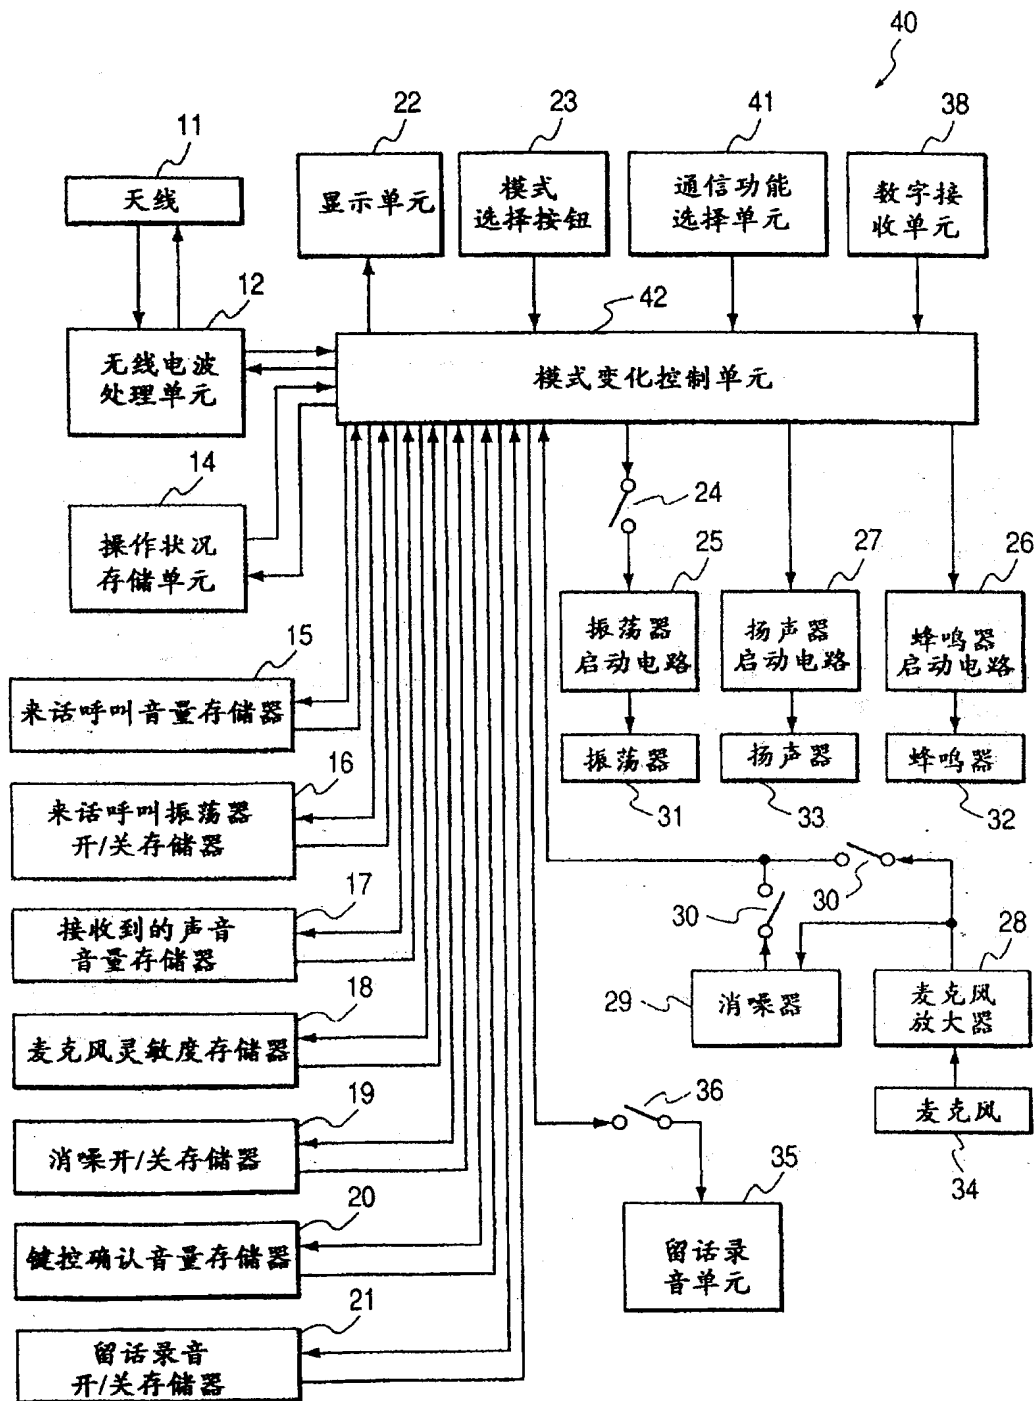 40
11
天线
22
显示单元
23
模式
选择按钮
41
通信功能
选择单元
38
数字接
收单元
12
无线电波
处理单元
42
模式变化控制单元
14
操作状况
存储单元
24
25
振荡器
启动电路
27
扬声器
启动电路
26
蜂鸣器
启动电路
15
来话呼叫音量存储器
振荡器
31
扬声器
33
蜂鸣器
32
16
来话呼叫振荡器
开/关存储器
17
接收到的声音
音量存储器
30
30
29
消噪器
28
麦克风
放大器
18
麦克风灵敏度存储器
麦克风
34
19
消噪开/关存储器
36
35
留话录
音单元
20
键控确认音量存储器
21
留话录音
开/关存储器